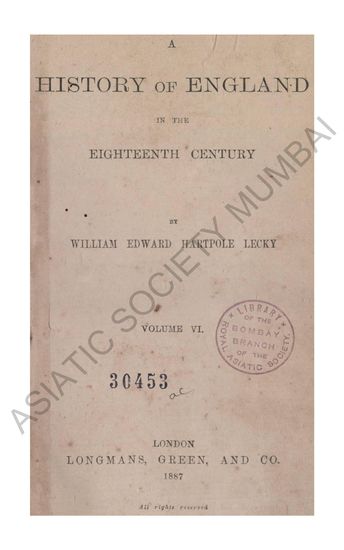 A
HISTORY OF ENGLAND
IN THE
EIGHTEENTH CENTURY
BY
WILLIAM EDWARD HARTPOLE LECKY
VOLUME VI.
LIBRARY
OF THE
BOMBAY
BRANCH
OF THE
ROYAL ASIATIC SOCIETY.
30453
ac
LONDON
LONGMANS, GREEN, AND CO.
1887
All rights reserved
ASIATIC SOCIETY MUMBAI